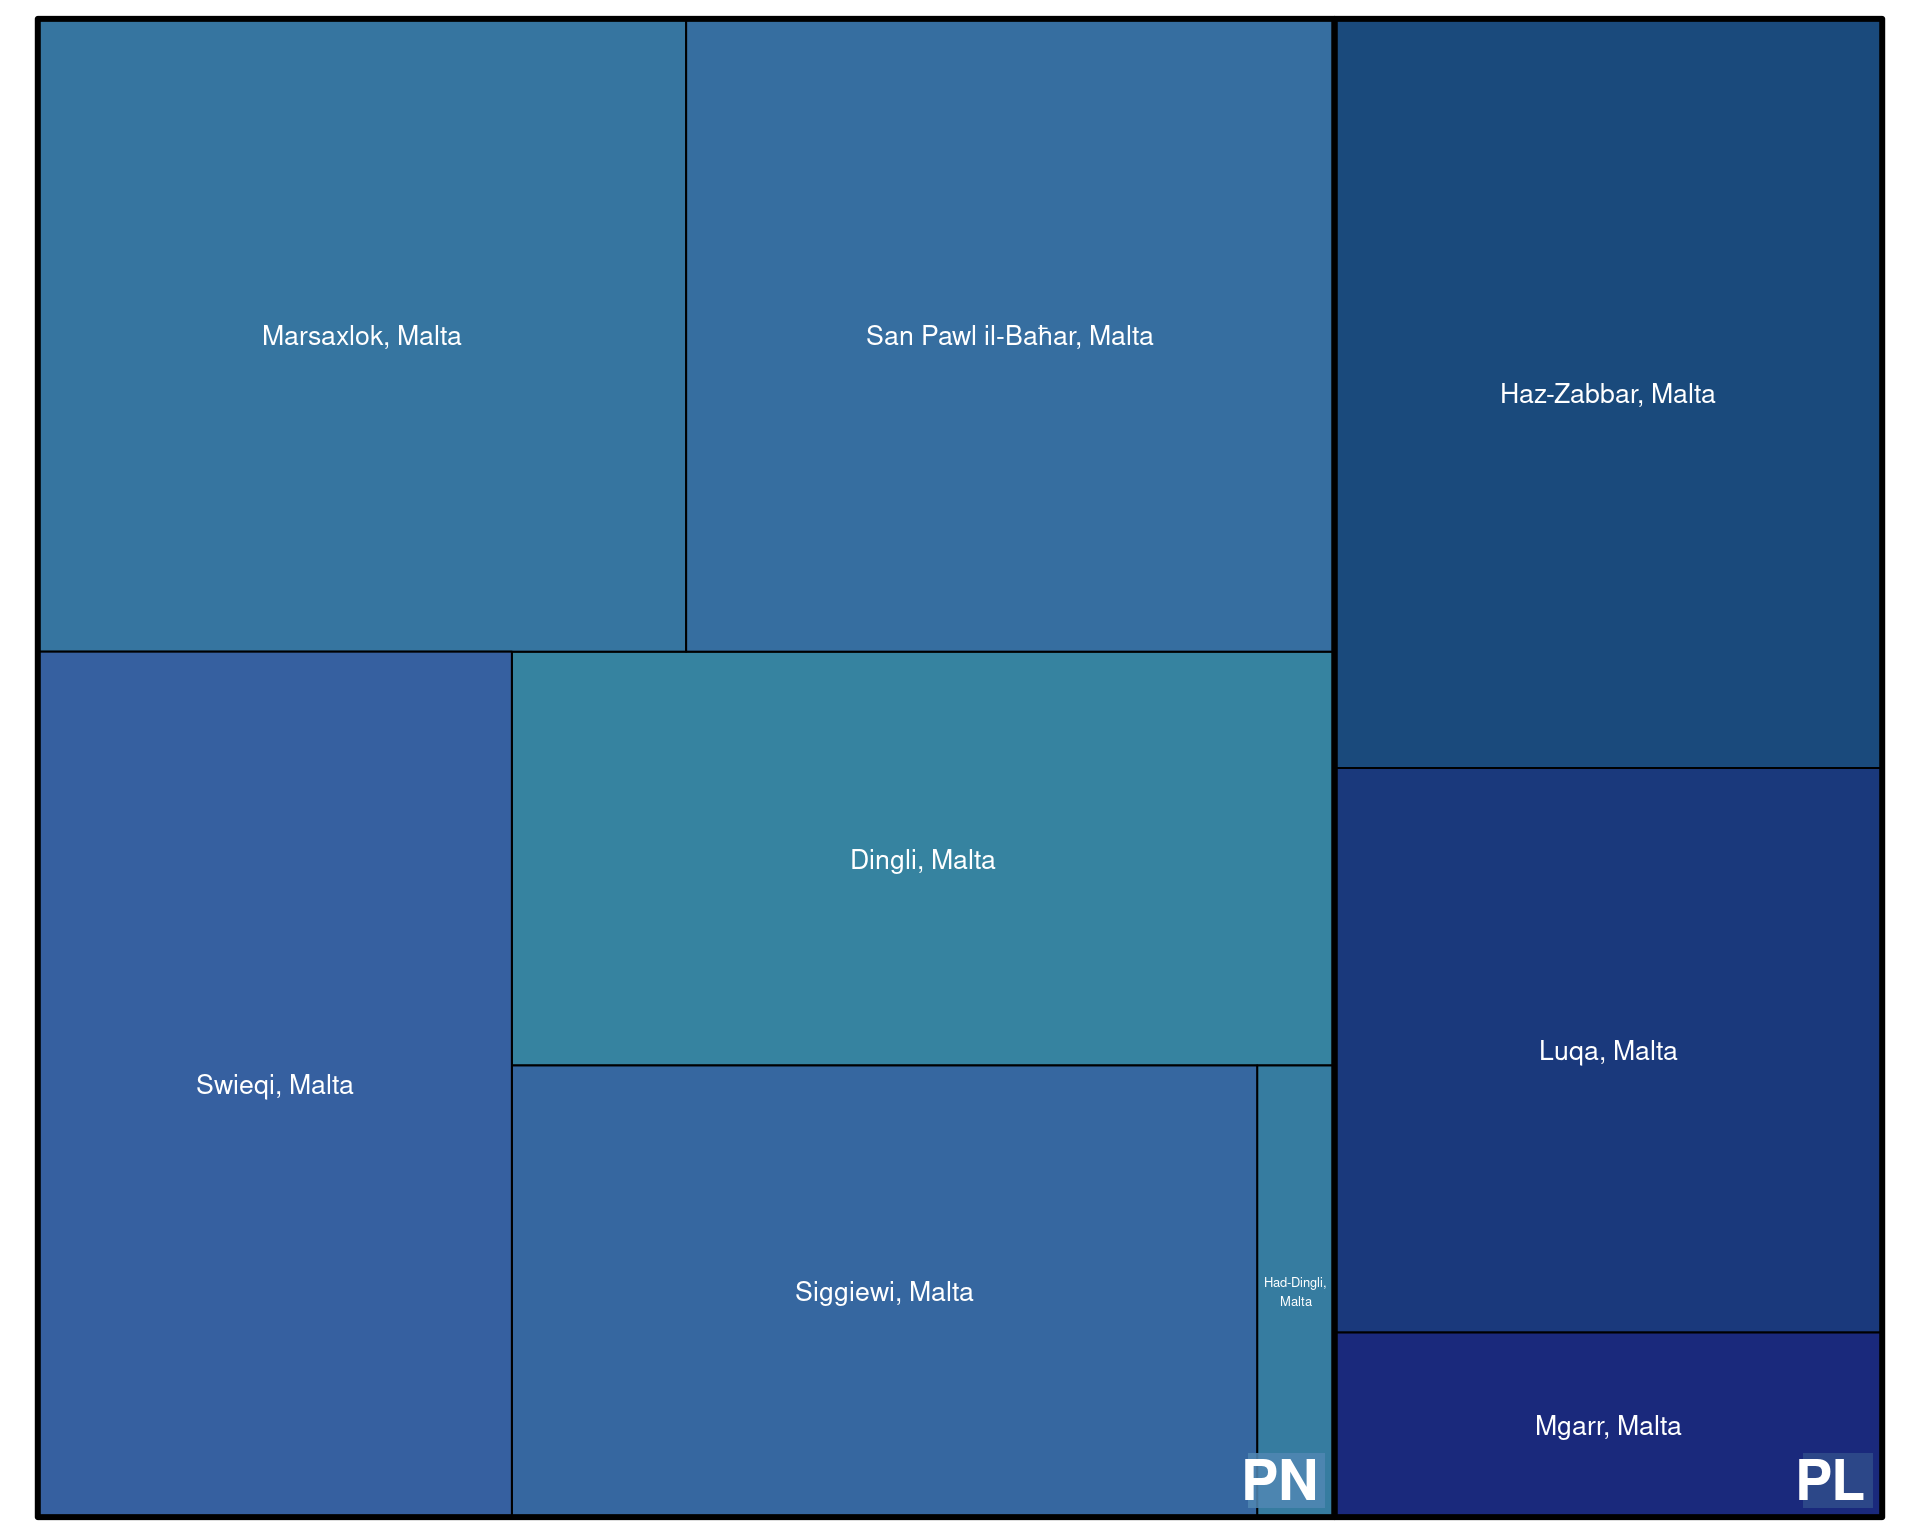 Marsaxlok, Malta
San Pawl il-Baħar, Malta
Haz-Zabbar, Malta
Dingli, Malta
Luqa, Malta
Swieqi, Malta
Siggiewi, Malta
Had-Dingli,
Malta
Mgarr, Malta
PN
PL